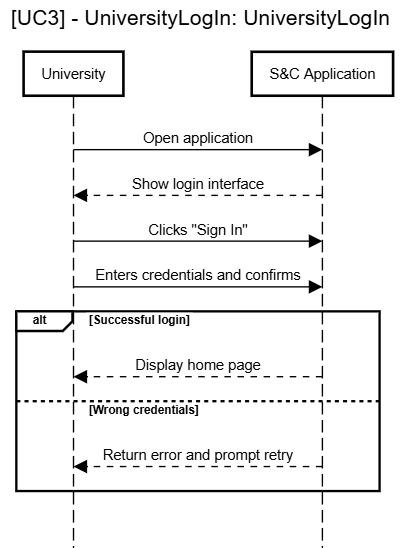 [UC3] - UniversityLogIn: UniversityLogIn
University
S&C Application
Open application
Show login interface
Clicks "Sign In"
Enters credentials and confirms
alt
[Successful login]
Display home page
[Wrong credentials]
Return error and prompt retry